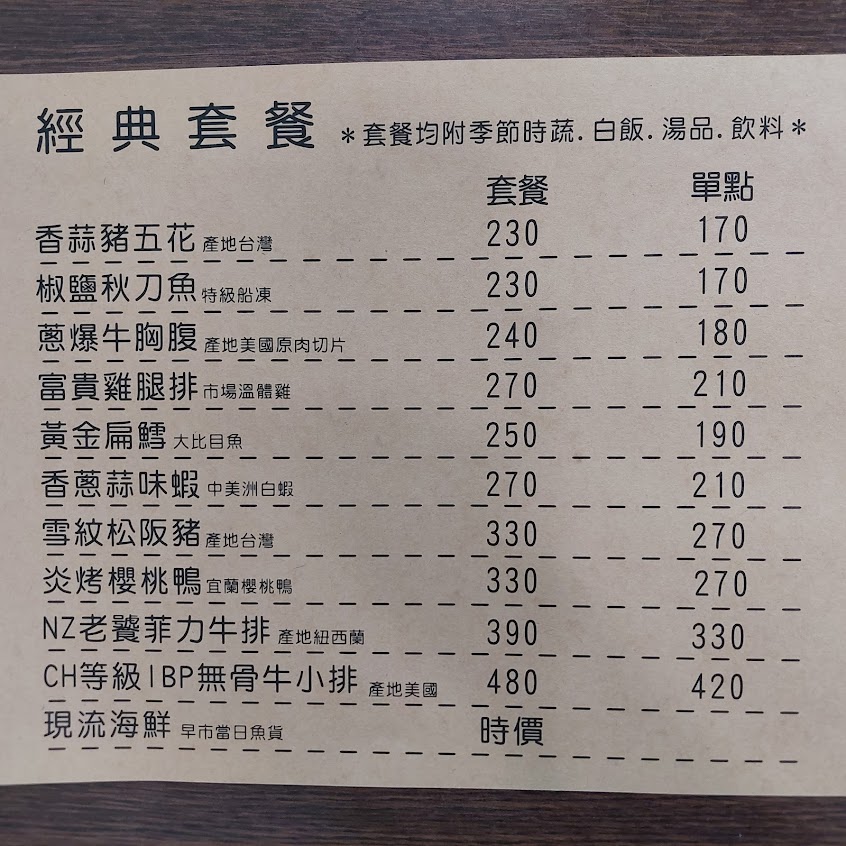 經典套餐 *套餐均附季節時蔬.白飯.湯品.飲料*
套餐 單點
香蒜豬五花 產地台灣 230 170
椒鹽秋刀魚 特級船凍 230 170
蔥爆牛胸腹 產地美國原肉切片 240 180
富貴雞腿排 市場溫體雞 270 210
黃金扁鱈 大比目魚 250 190
香蔥蒜味蝦 中美洲白蝦 270 210
雪紋松阪豬 產地台灣 330 270
炎烤櫻桃鴨 宜蘭櫻桃鴨 330 270
NZ老饕菲力牛排 產地紐西蘭 390 330
CH等級IBP無骨牛小排 產地美國 480 420
現流海鮮 早市當日魚貨 時價